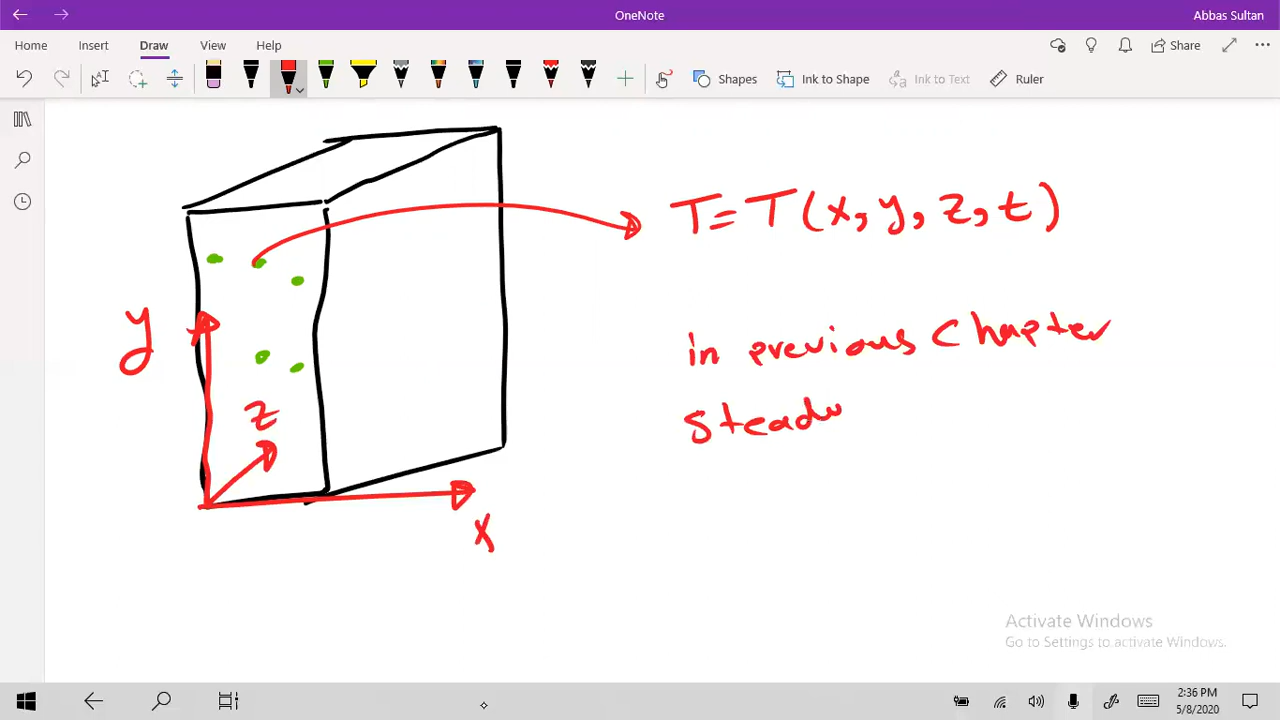 OneNote
Abbas Sultan
Home Insert Draw View Help
Share
Shapes
Ink to Shape
Ink to Text
Ruler
T=T(x,y,z,t)
y
in previous Chapter
z
x
Activate Windows
Go to Settings to activate Windows.
2:36 PM
5/8/2020